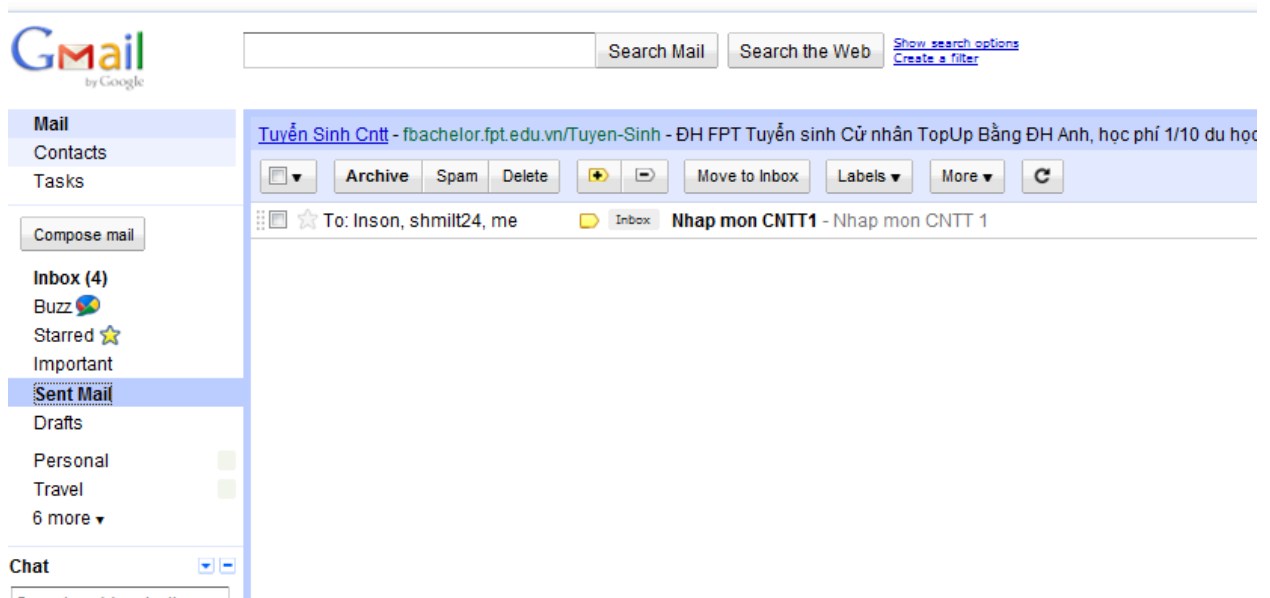 Gmail
by Google
Search Mail
Search the Web
Show search options
Create a filter
Mail
Contacts
Tasks
Compose mail
Inbox (4)
Buzz
Starred
Important
Sent Mail
Drafts
Personal
Travel
6 more
Chat
Tuyển Sinh Cntt - fbachelor.fpt.edu.vn/Tuyen-Sinh - ĐH FPT Tuyển sinh Cử nhân TopUp Bằng ĐH Anh, học phí 1/10 du học
Archive Spam Delete Move to Inbox Labels More
To: Inson, shmilt24, me Inbox Nhap mon CNTT1 - Nhap mon CNTT 1